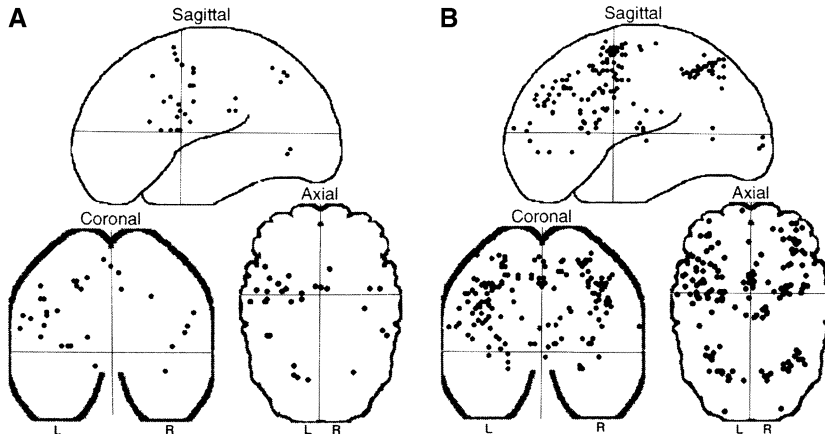 A
Sagittal
Coronal
Axial
L
R
L R
B
Sagittal
Coronal
Axial
L
R
L R